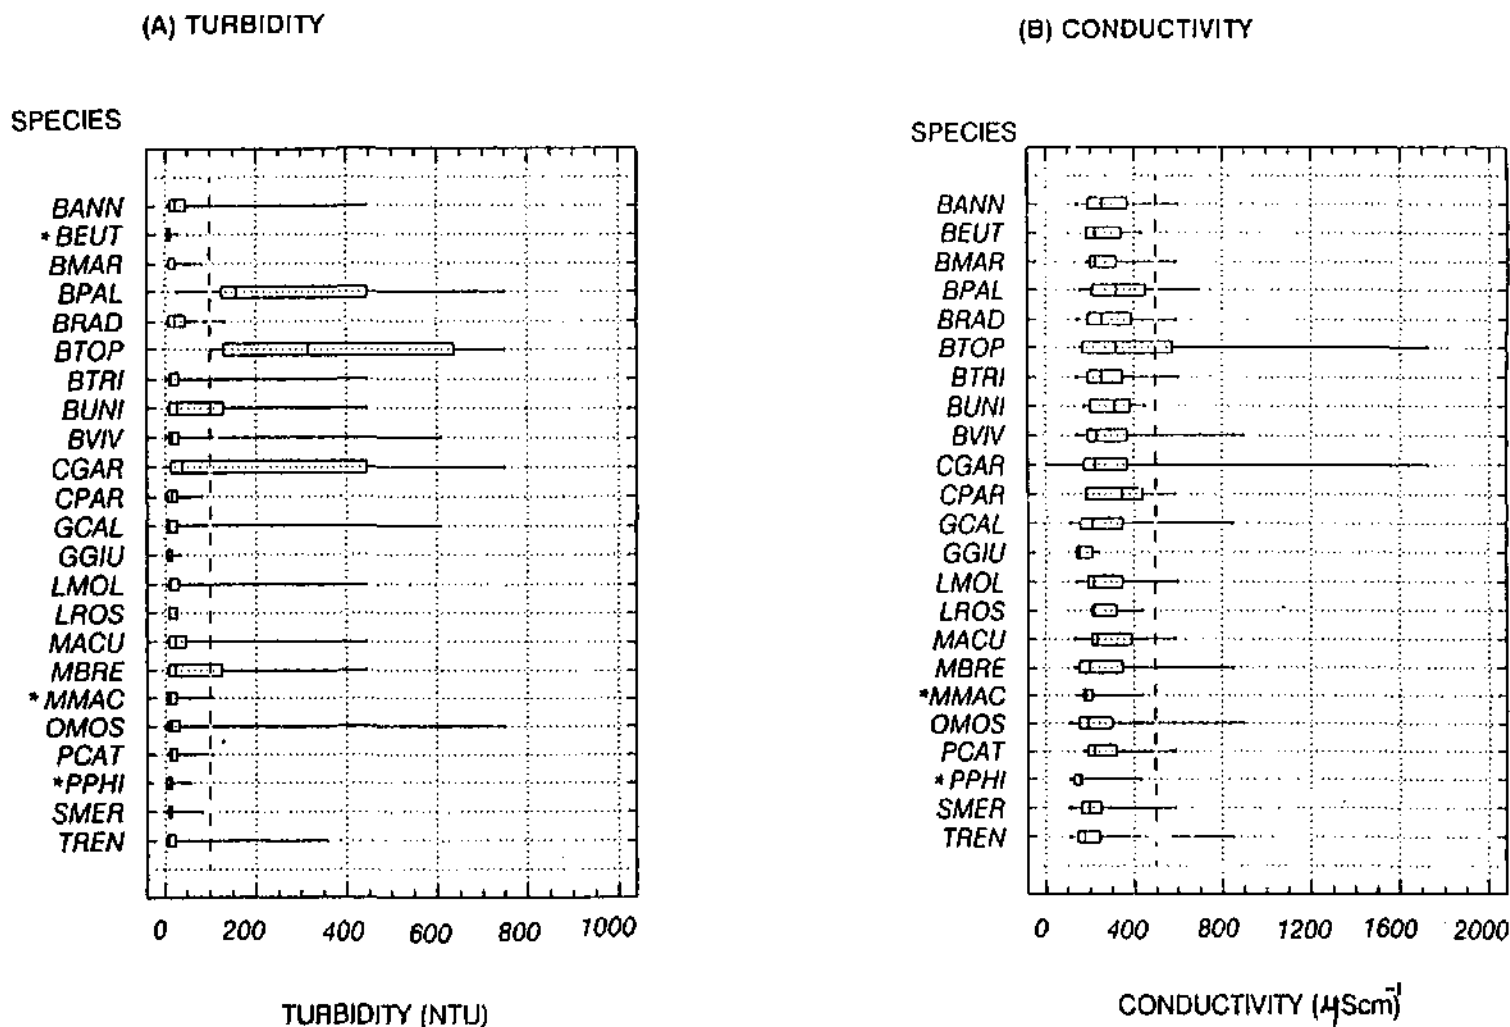 (A) TURBIDITY
SPECIES
BANN
*BEUT
BMAR
BPAL
BRAD
BTOP
BTRI
BUNI
BVIV
CGAR
CPAR
GCAL
GGIU
LMOL
LROS
MACU
MBRE
*MMAC
OMOS
PCAT
*PPHI
SMER
TREN
0 200 400 600 800 1000
TURBIDITY (NTU)
(B) CONDUCTIVITY
SPECIES
BANN
BEUT
BMAR
BPAL
BRAD
BTOP
BTRI
BUNI
BVIV
CGAR
CPAR
GCAL
GGIU
LMOL
LROS
MACU
MBRE
*MMAC
OMOS
PCAT
*PPHI
SMER
TREN
0 400 800 1200 1600 2000
CONDUCTIVITY (µScm⁻¹)